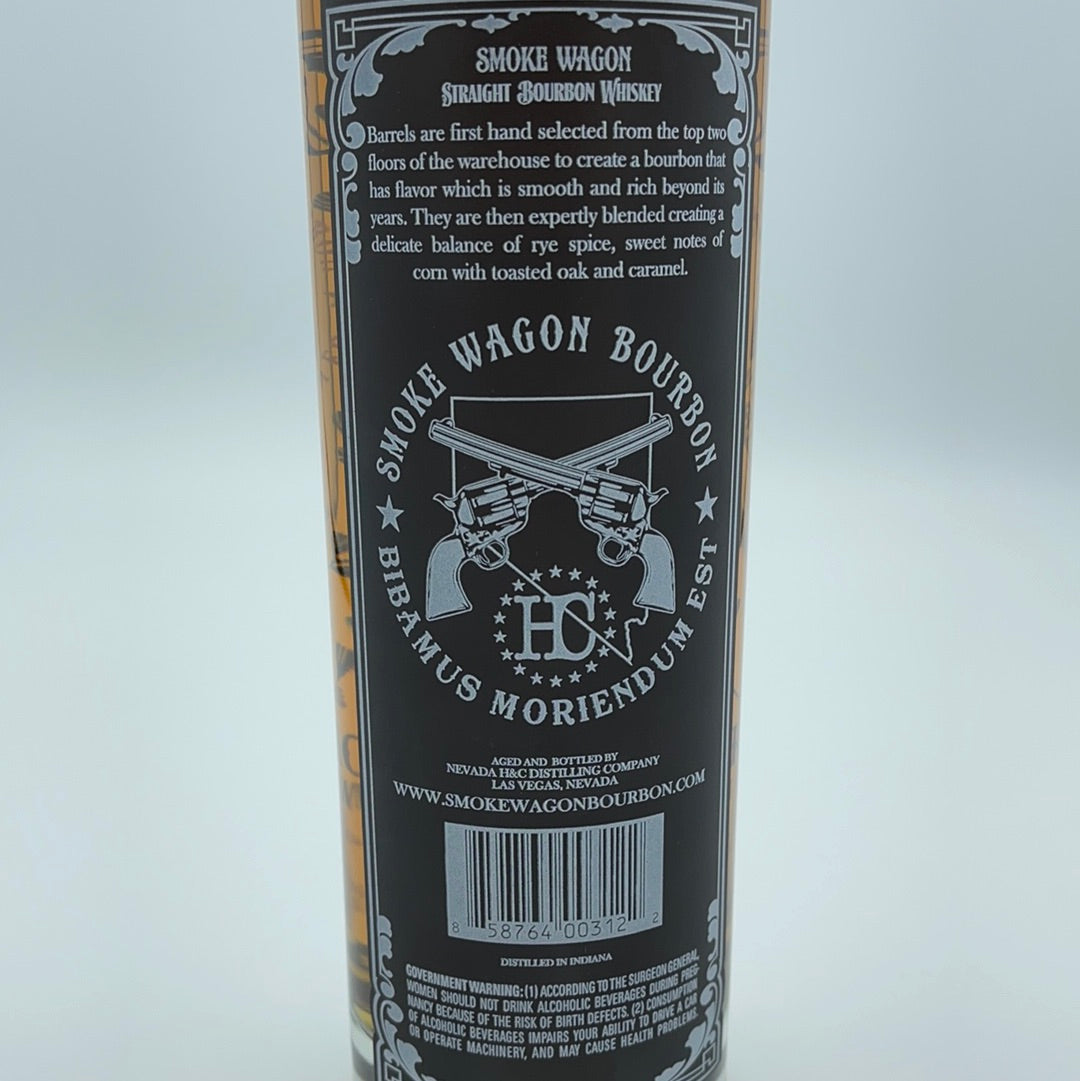 SMOKE WAGON
STRAIGHT BOURBON WHISKEY
Barrels are first hand selected from the top two
floors of the warehouse to create a bourbon that
has flavor which is smooth and rich beyond its
years. They are then expertly blended creating a
delicate balance of rye spice, sweet notes of
corn with toasted oak and caramel.
SMOKE WAGON BOURBON
HC
★ BIBAMUS MORIENDUM EST ★
AGED AND BOTTLED BY
NEVADA H&C DISTILLING COMPANY
LAS VEGAS, NEVADA
WWW.SMOKEWAGONBOURBON.COM
8 58764 00312 2
DISTILLED IN INDIANA
GOVERNMENT WARNING: (1) ACCORDING TO THE SURGEON GENERAL,
WOMEN SHOULD NOT DRINK ALCOHOLIC BEVERAGES DURING PREG-
NANCY BECAUSE OF THE RISK OF BIRTH DEFECTS. (2) CONSUMPTION
OF ALCOHOLIC BEVERAGES IMPAIRS YOUR ABILITY TO DRIVE A CAR
OR OPERATE MACHINERY, AND MAY CAUSE HEALTH PROBLEMS.